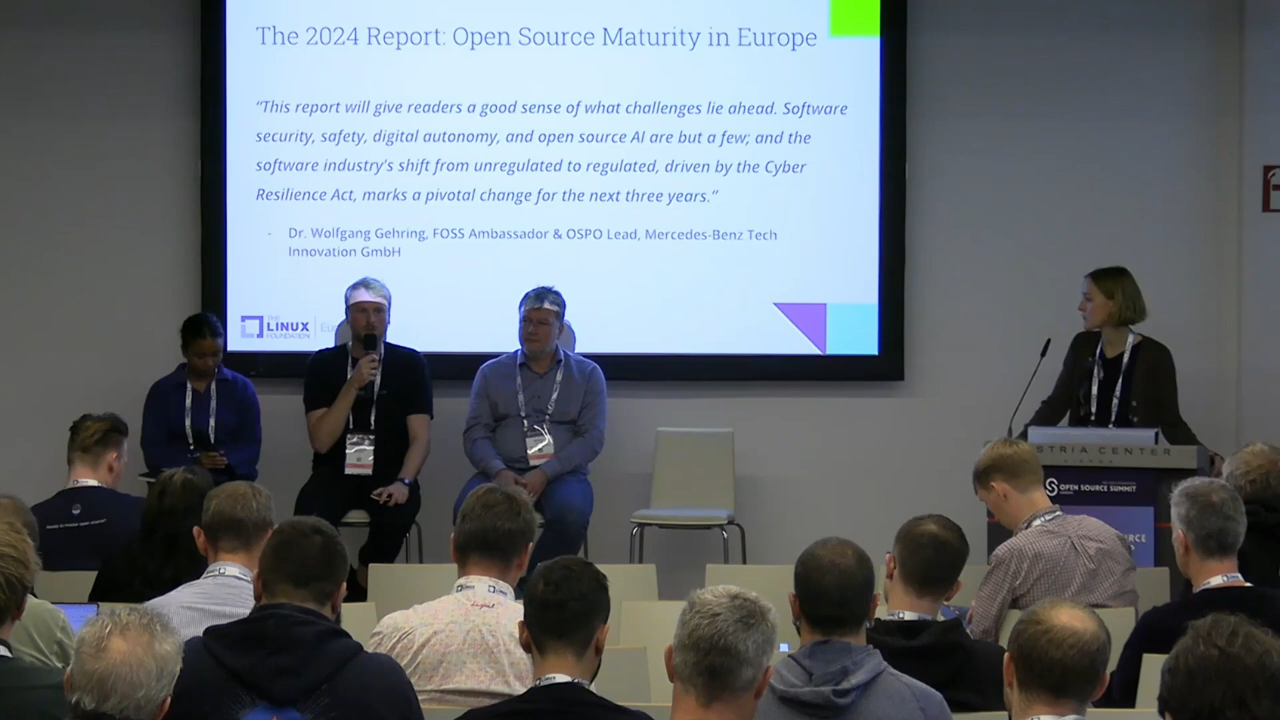 The 2024 Report: Open Source Maturity in Europe
“This report will give readers a good sense of what challenges lie ahead. Software
security, safety, digital autonomy, and open source AI are but a few; and the
software industry's shift from unregulated to regulated, driven by the Cyber
Resilience Act, marks a pivotal change for the next three years.”
- Dr. Wolfgang Gehring, FOSS Ambassador & OSPO Lead, Mercedes-Benz Tech
Innovation GmbH
THE
LINUX
FOUNDATION
STRIA CENTER
OPEN SOURCE SUMMIT